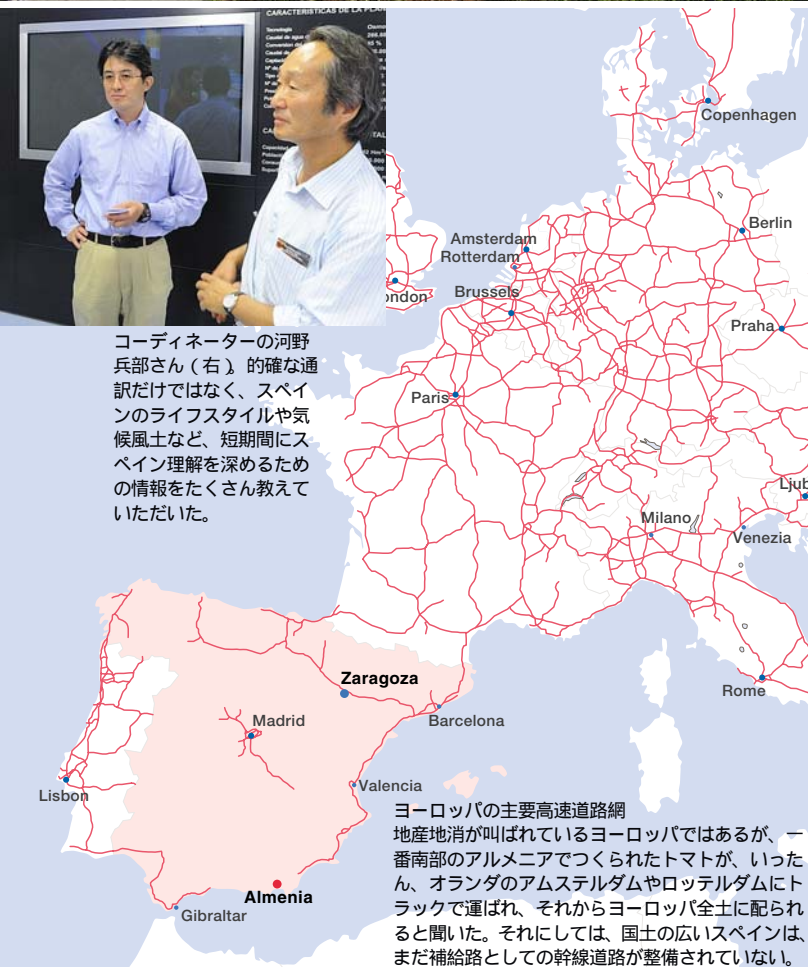 CARACTERISTICAS DE LA PLAN
Tecnología
Caudal de agua
Conversion de
コーディネーターの河野
兵部さん（右）。的確な通
訳だけではなく、スペイ
ンのライフスタイルや気
候風土など、短期間にス
ペイン理解を深めるため
の情報をたくさん教えて
いただいた。
Copenhagen
Berlin
Amsterdam
Rotterdam
ondon
Brussels
Praha
Paris
Ljub
Milano
Venezia
Zaragoza
Rome
Madrid
Barcelona
Valencia
Lisbon
Almenia
Gibraltar
ヨーロッパの主要高速道路網
地産地消が叫ばれているヨーロッパではあるが、一
番南部のアルメニアでつくられたトマトが、いった
ん、オランダのアムステルダムやロッテルダムにト
ラックで運ばれ、それからヨーロッパ全土に配られ
ると聞いた。それにしては、国土の広いスペインは、
まだ補給路としての幹線道路が整備されていない。